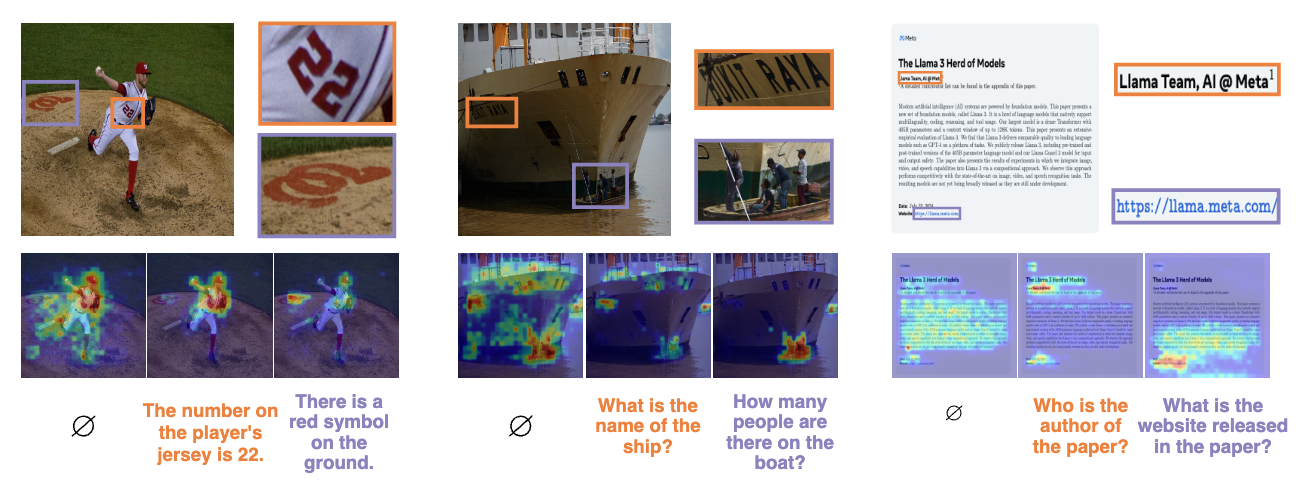 22
22
BUKIT RAYA
BUKIT RAYA
Meta
The Llama 3 Herd of Models
Llama Team, AI @ Meta
A detailed contributor list can be found in the appendix of this paper.
Modern artificial intelligence (AI) systems are powered by foundation models. This paper presents a
new set of foundation models, called Llama 3. It is a herd of language models that natively support
multilinguality, coding, reasoning, and tool usage. Our largest model is a dense Transformer with
405B parameters and a context window of up to 128K tokens. This paper presents an extensive
empirical evaluation of Llama 3. We find that Llama 3 delivers comparable quality to leading language
models such as GPT-4 on a plethora of tasks. We publicly release Llama 3, including pre-trained and
post-trained versions of the 405B parameter language model and our Llama Guard 3 model for input
and output safety. The paper also presents the results of experiments in which we integrate image,
video, and speech capabilities into Llama 3 via a compositional approach. We observe this approach
performs competitively with the state-of-the-art on image, video, and speech recognition tasks. The
resulting models are not yet being broadly released as they are still under development.
Date: July 23, 2024
Website: https://llama.meta.com/
Llama Team, AI @ Meta1
https://llama.meta.com/
The Llama 3 Herd of Models
The Llama 3 Herd of Models
The Llama 3 Herd of Models
∅
The number on
the player's
jersey is 22.
There is a
red symbol
on the
ground.
∅
What is the
name of the
ship?
How many
people are
there on the
boat?
∅
Who is the
author of
the paper?
What is the
website released
in the paper?